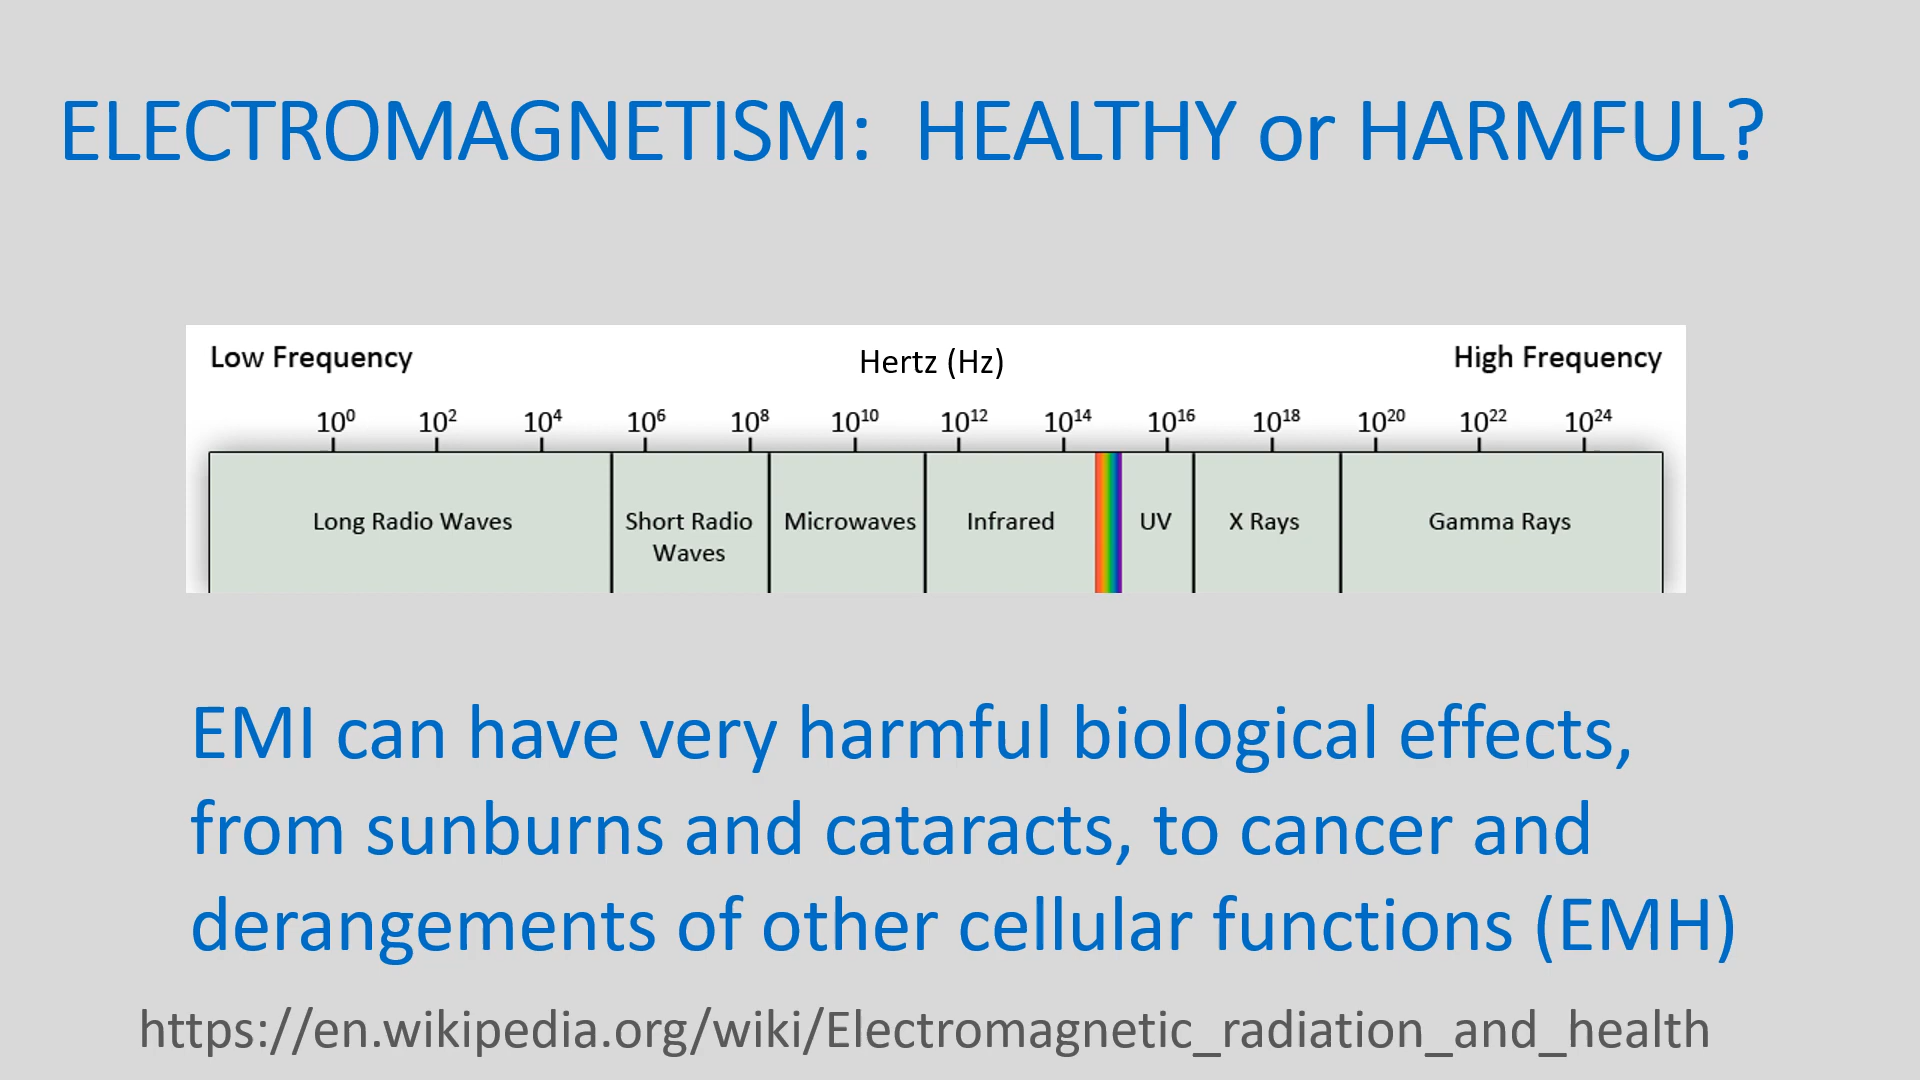 ELECTROMAGNETISM:  HEALTHY or HARMFUL?
Low Frequency Hertz (Hz) High Frequency
10⁰ 10² 10⁴ 10⁶ 10⁸ 10¹⁰ 10¹² 10¹⁴ 10¹⁶ 10¹⁸ 10²⁰ 10²² 10²⁴
Long Radio Waves Short Radio Microwaves Infrared UV X Rays Gamma Rays
Waves
EMI can have very harmful biological effects,
from sunburns and cataracts, to cancer and
derangements of other cellular functions (EMH)
https://en.wikipedia.org/wiki/Electromagnetic_radiation_and_health